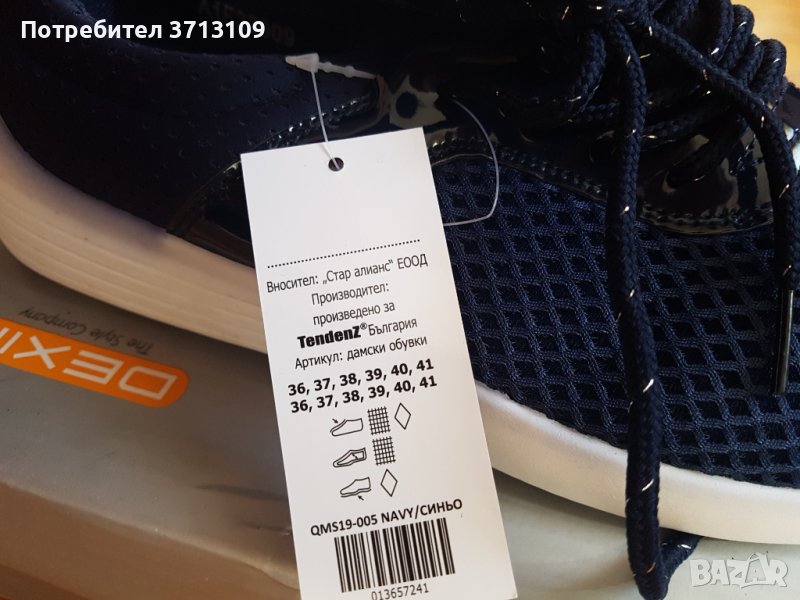 Потребител 3713109
Вносител: „Стар алианс" ЕООД
Производител:
произведено за
TendenZ® България
Артикул: дамски обувки
36, 37, 38, 39, 40, 41
36, 37, 38, 39, 40, 41
QMS19-005 NAVY/СИНЬО
013657241
The Style Company
DEXI
BAZAR